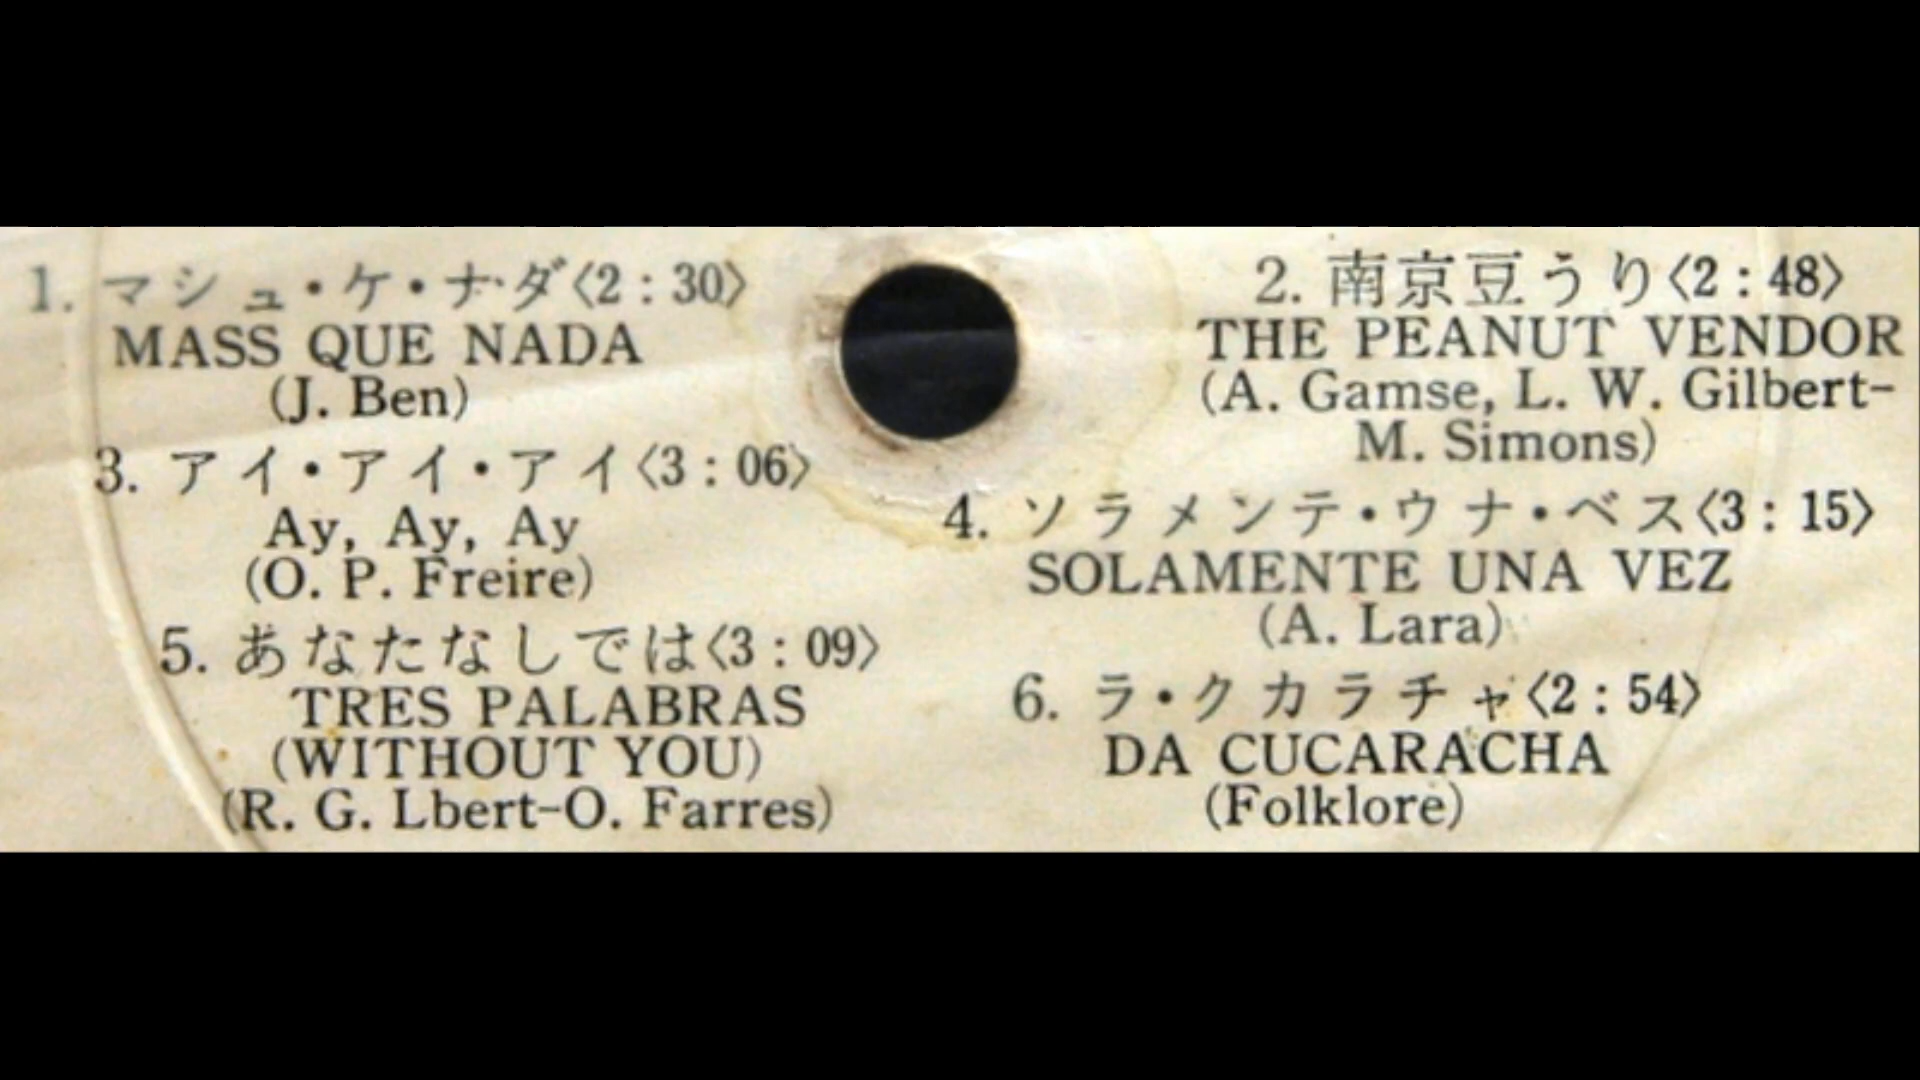 1. マシュ・ケ・ナダ〈2:30〉
MASS QUE NADA
(J. Ben)
2. 南京豆うり〈2:48〉
THE PEANUT VENDOR
(A. Gamse, L. W. Gilbert-
M. Simons)
3. アイ・アイ・アイ〈3:06〉
Ay, Ay, Ay
(O. P. Freire)
4. ソラメンテ・ウナ・ベス〈3:15〉
SOLAMENTE UNA VEZ
(A. Lara)
5. あなたなしでは〈3:09〉
TRES PALABRAS
(WITHOUT YOU)
(R. G. Lbert-O. Farres)
6. ラ・クカラチャ〈2:54〉
DA CUCARACHA
(Folklore)